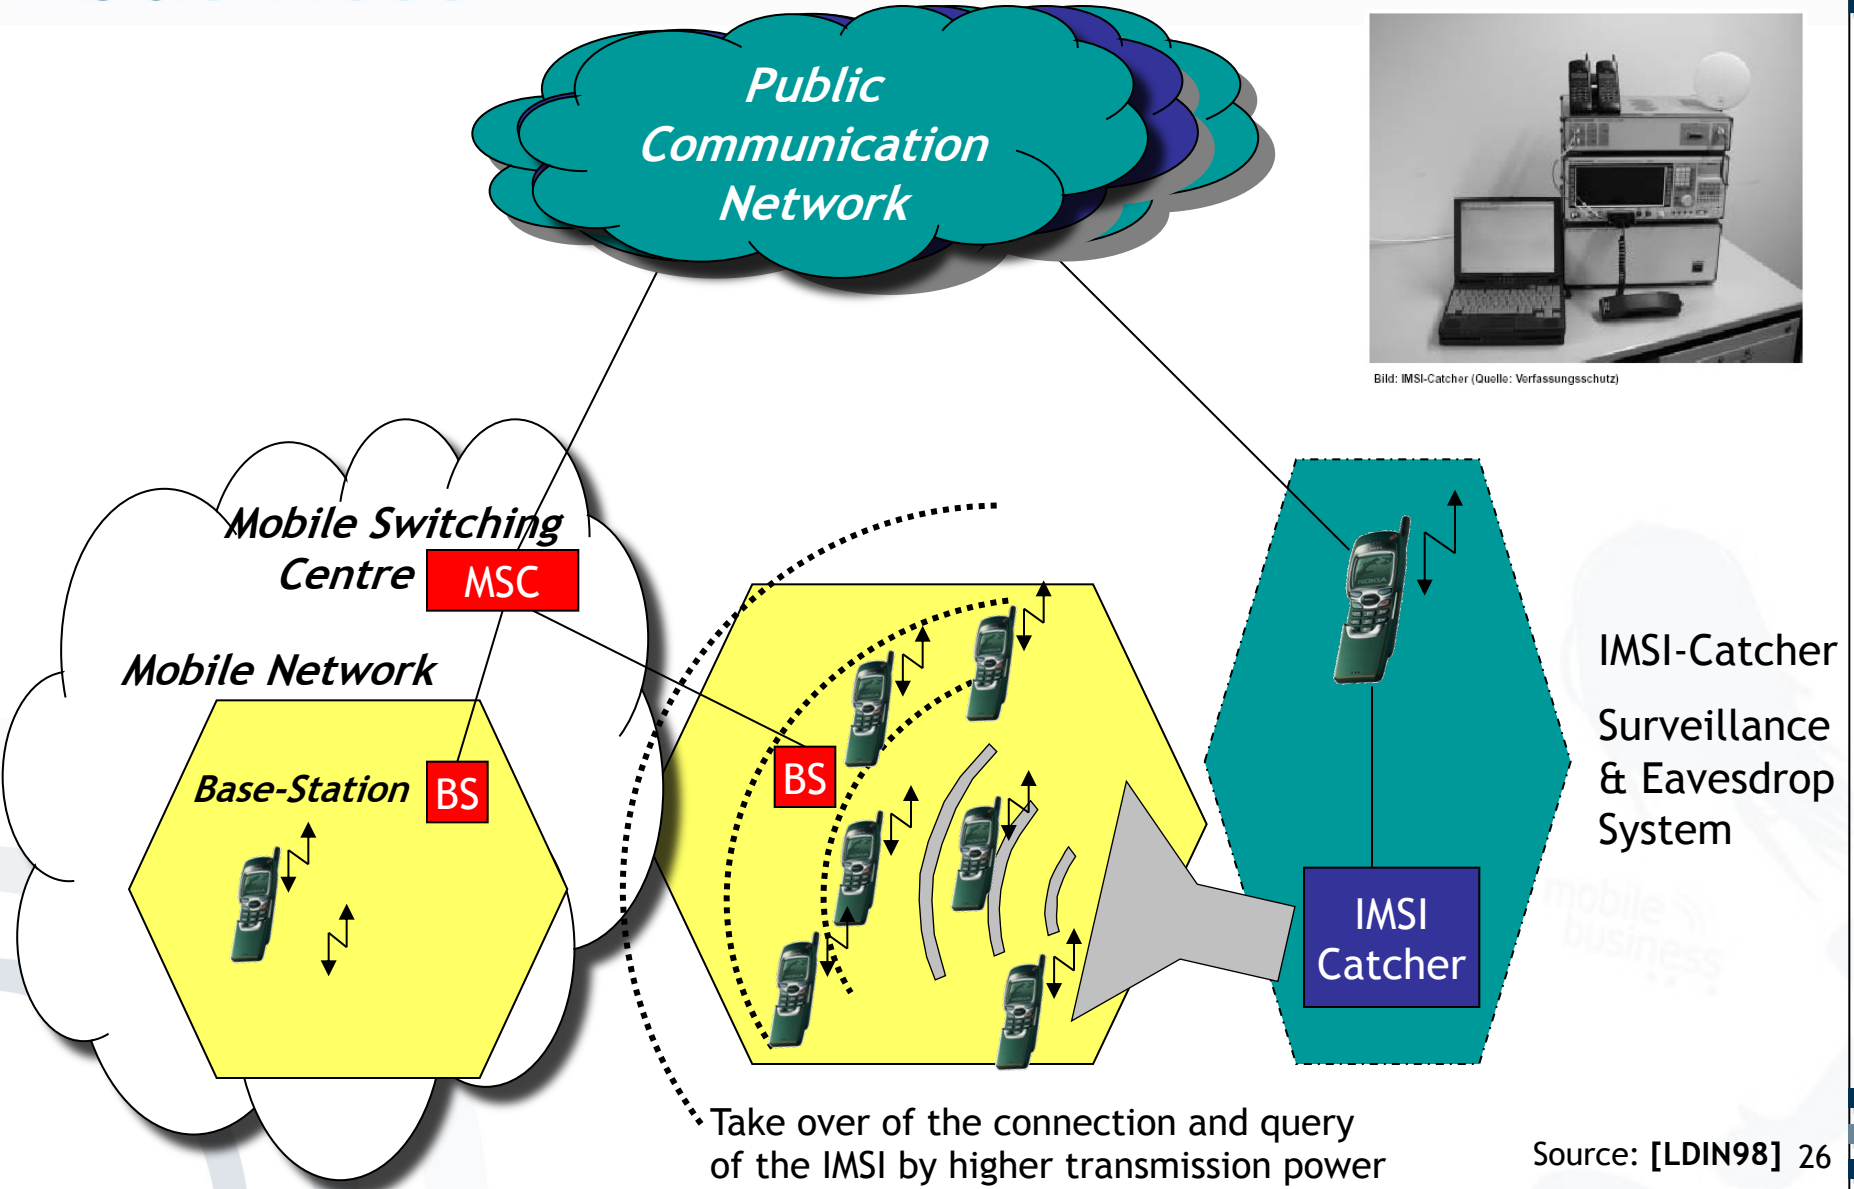 Public
Communication
Network
Bild: IMSI-Catcher (Quelle: Verfassungsschutz)
Mobile Switching
Centre
MSC
Mobile Network
Base-Station
BS
BS
IMSI
Catcher
IMSI-Catcher
Surveillance
& Eavesdrop
System
mobile
business
Take over of the connection and query
of the IMSI by higher transmission power
Source: [LDIN98] 26